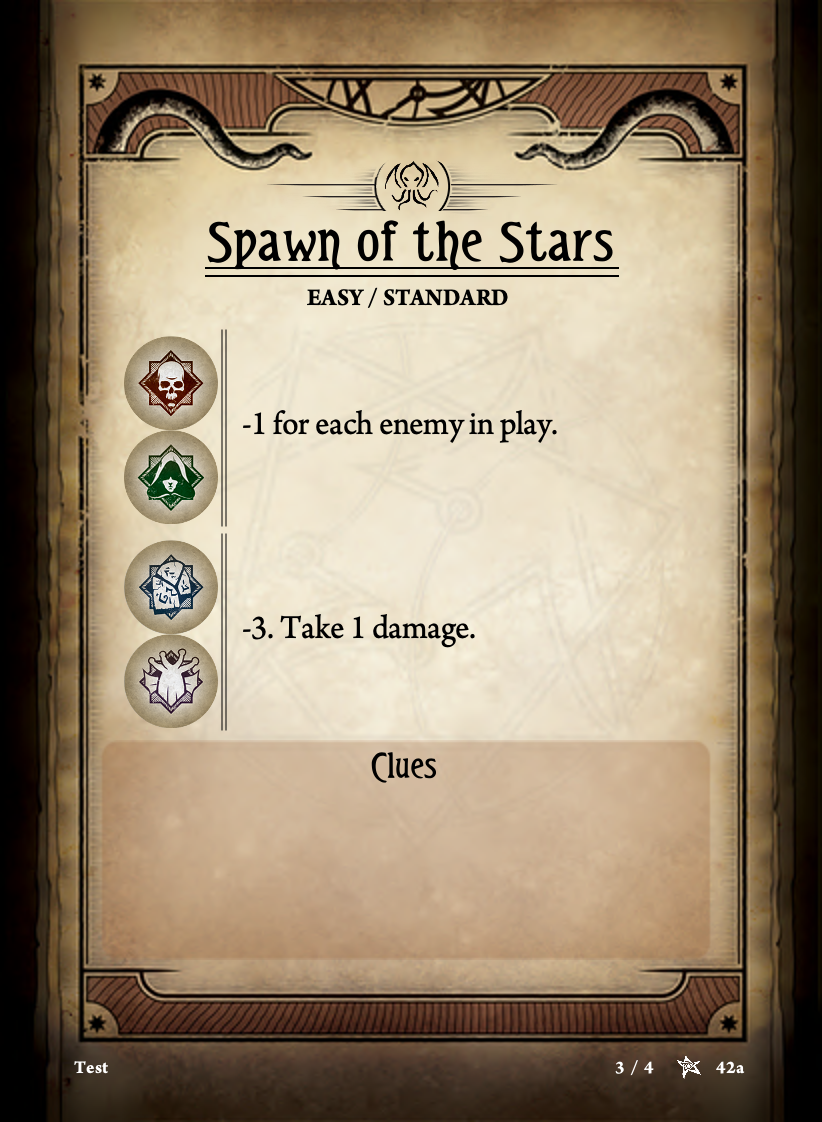 Spawn of the Stars
EASY / STANDARD
-1 for each enemy in play.
-3. Take 1 damage.
Clues
Test
3 / 4
42a